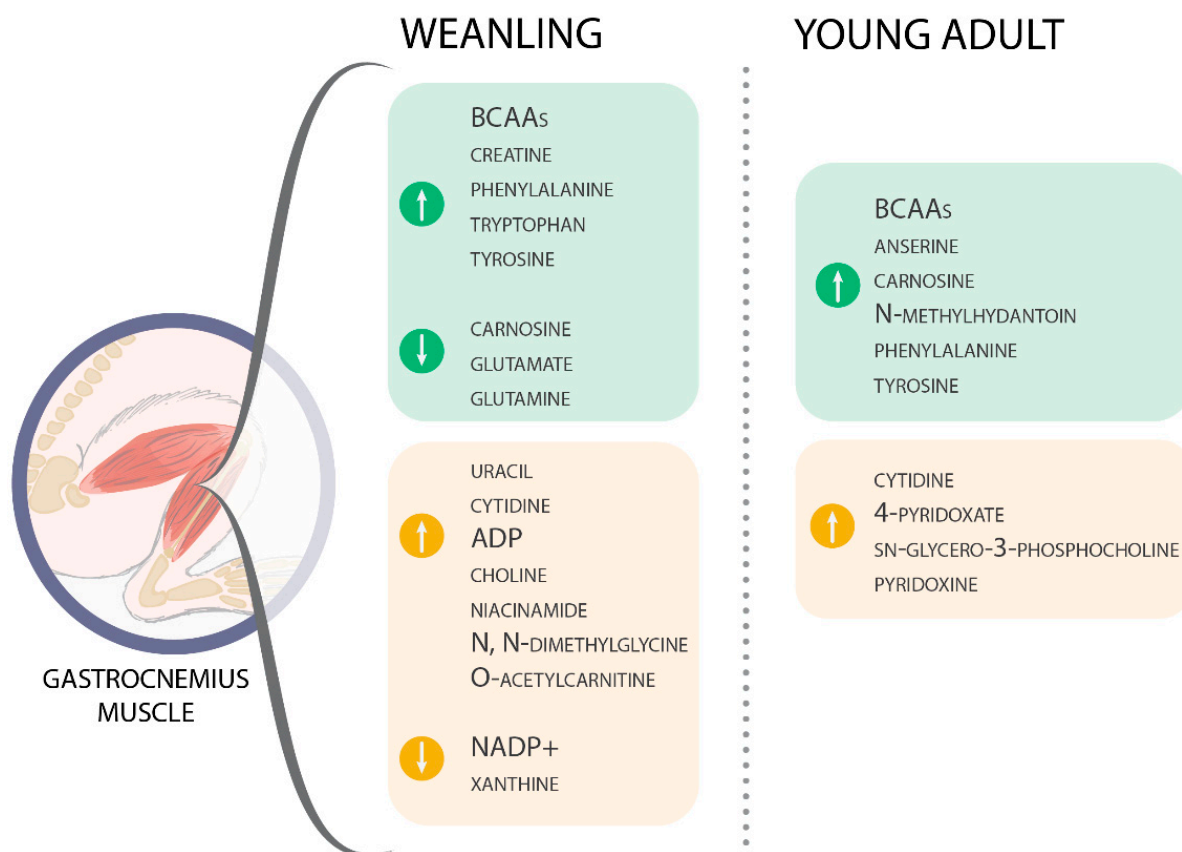 WEANLING
BCAAs
CREATINE
PHENYLALANINE
TRYPTOPHAN
TYROSINE
CARNOSINE
GLUTAMATE
GLUTAMINE
URACIL
CYTIDINE
ADP
CHOLINE
NIACINAMIDE
N, N-DIMETHYLGLYCINE
O-ACETYLCARNITINE
NADP+
XANTHINE
YOUNG ADULT
BCAAs
ANSERINE
CARNOSINE
N-METHYLHYDANTOIN
PHENYLALANINE
TYROSINE
CYTIDINE
4-PYRIDOXATE
SN-GLYCERO-3-PHOSPHOCHOLINE
PYRIDOXINE
GASTROCNEMIUS
MUSCLE